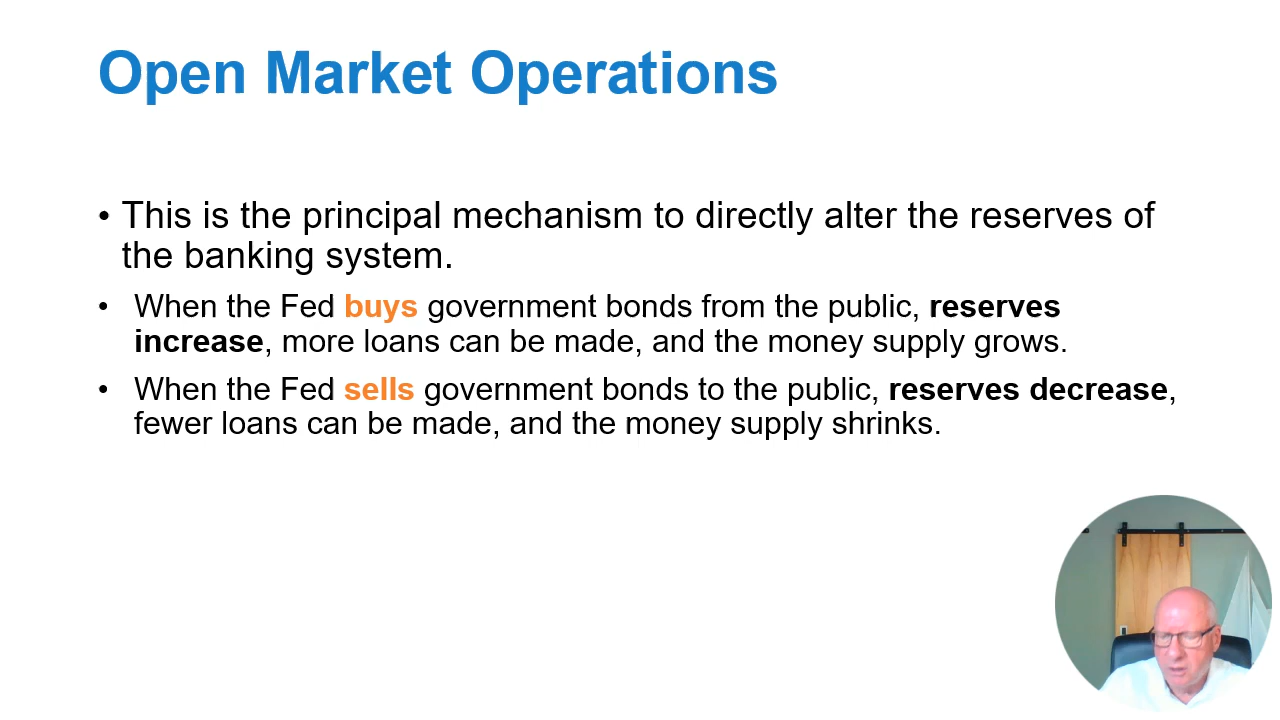 Open Market Operations
• This is the principal mechanism to directly alter the reserves of
the banking system.
• When the Fed buys government bonds from the public, reserves
increase, more loans can be made, and the money supply grows.
• When the Fed sells government bonds to the public, reserves decrease,
fewer loans can be made, and the money supply shrinks.